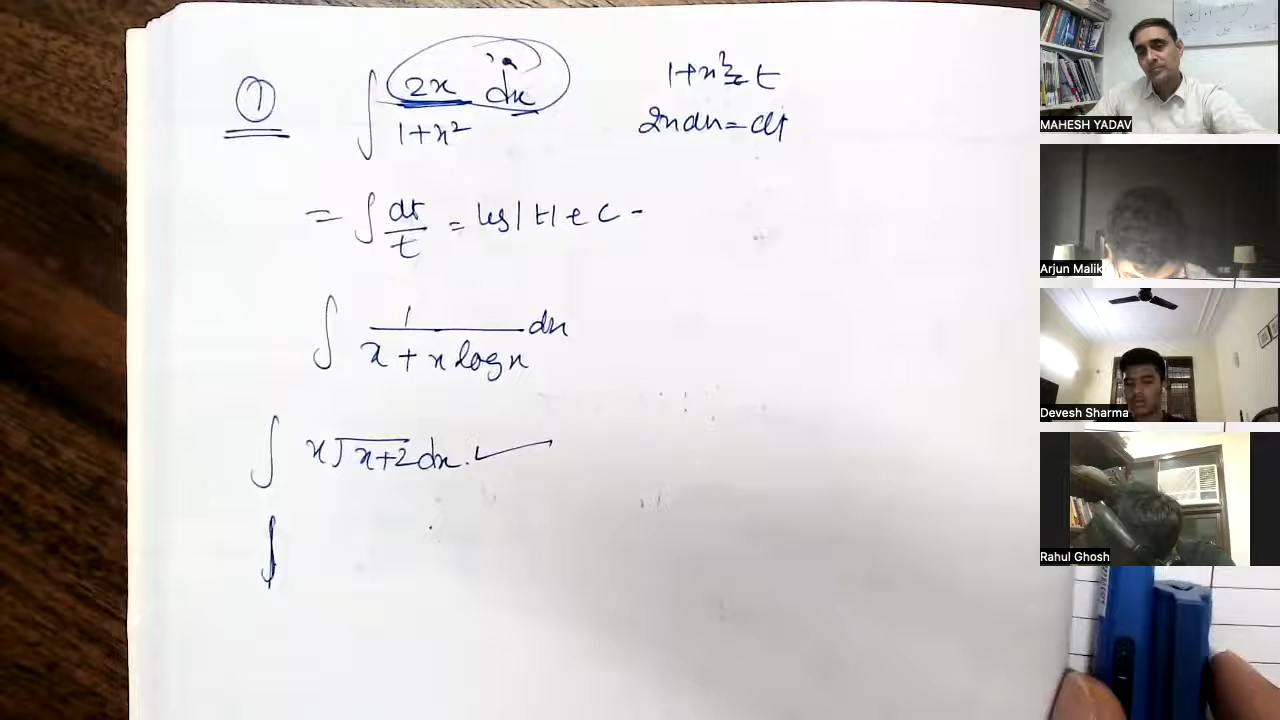 ① ∫ 2x dx / 1+x²
1+x² = t
2x dx = dt
= ∫ dt/t = log|t| + C -
∫ 1 / x + x log x dx
∫ x√x+2 dx.
∫
MAHESH YADAV
Arjun Malik
Devesh Sharma
Rahul Ghosh